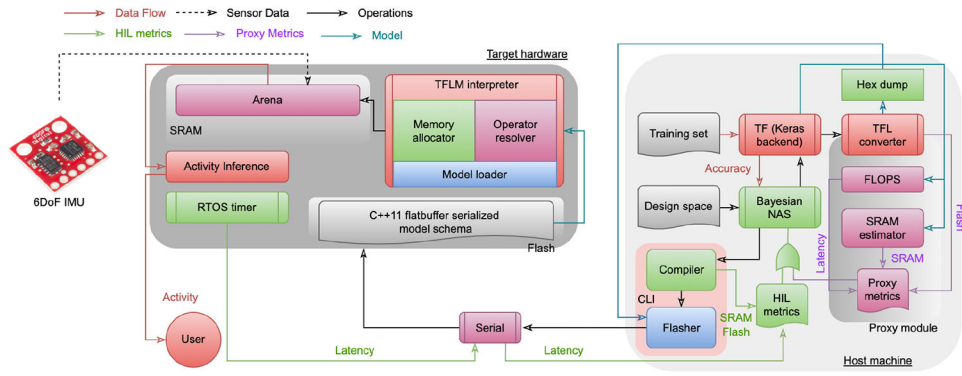 Data Flow
Sensor Data
Operations
HIL metrics
Proxy Metrics
Model
Target hardware
Arena
SRAM
TFLM interpreter
Memory
allocator
Operator
resolver
Model loader
Activity Inference
RTOS timer
C++11 flatbuffer serialized
model schema
Flash
6DoF IMU
Activity
User
Latency
Serial
Latency
Hex dump
Training set
TF (Keras
backend)
TFL
converter
Accuracy
FLOPS
Design space
Bayesian
NAS
SRAM
estimator
Flash
Latency
SRAM
Compiler
CLI
Flasher
SRAM
Flash
HIL
metrics
Proxy
metrics
Proxy module
Host machine